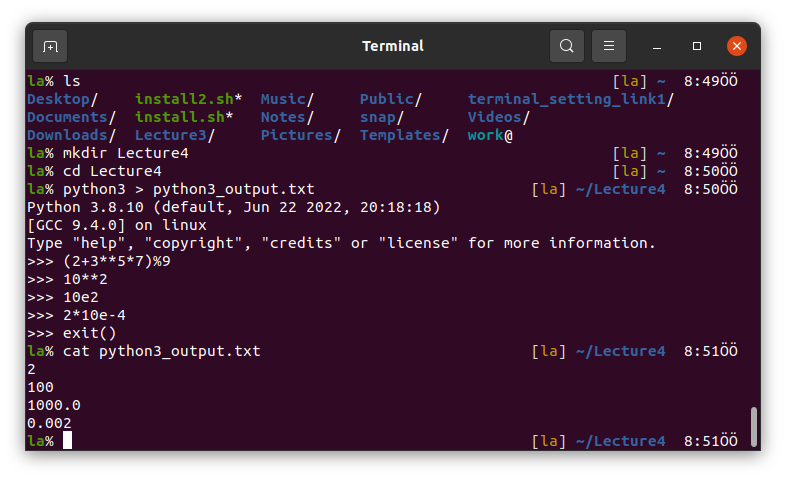 Terminal
la% ls [la] ~ 8:49ÖÖ
Desktop/ install2.sh* Music/ Public/ terminal_setting_link1/
Documents/ install.sh* Notes/ snap/ Videos/
Downloads/ Lecture3/ Pictures/ Templates/ work@
la% mkdir Lecture4 [la] ~ 8:49ÖÖ
la% cd Lecture4 [la] ~ 8:50ÖÖ
la% python3 > python3_output.txt [la] ~/Lecture4 8:50ÖÖ
Python 3.8.10 (default, Jun 22 2022, 20:18:18)
[GCC 9.4.0] on linux
Type "help", "copyright", "credits" or "license" for more information.
>>> (2+3**5*7)%9
>>> 10**2
>>> 10e2
>>> 2*10e-4
>>> exit()
la% cat python3_output.txt [la] ~/Lecture4 8:51ÖÖ
2
100
1000.0
0.002
la% [la] ~/Lecture4 8:51ÖÖ